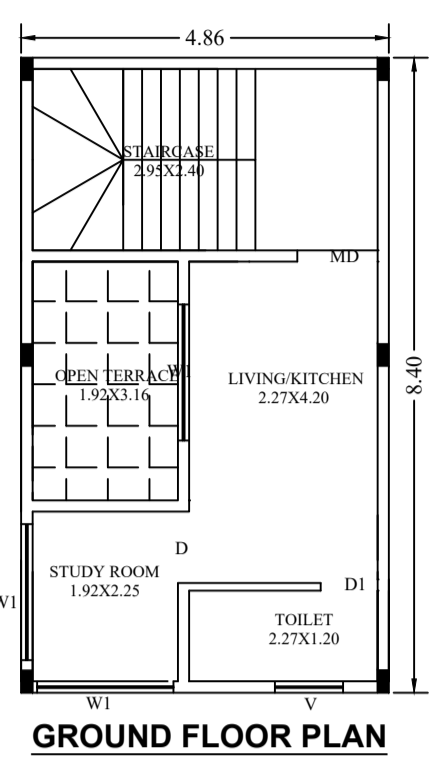 4.86
STAIRCASE
2.95X2.40
MD
OPEN TERRACE
1.92X3.16
W1
LIVING/KITCHEN
2.27X4.20
8.40
D
STUDY ROOM
1.92X2.25
D1
W1
TOILET
2.27X1.20
W1
V
GROUND FLOOR PLAN